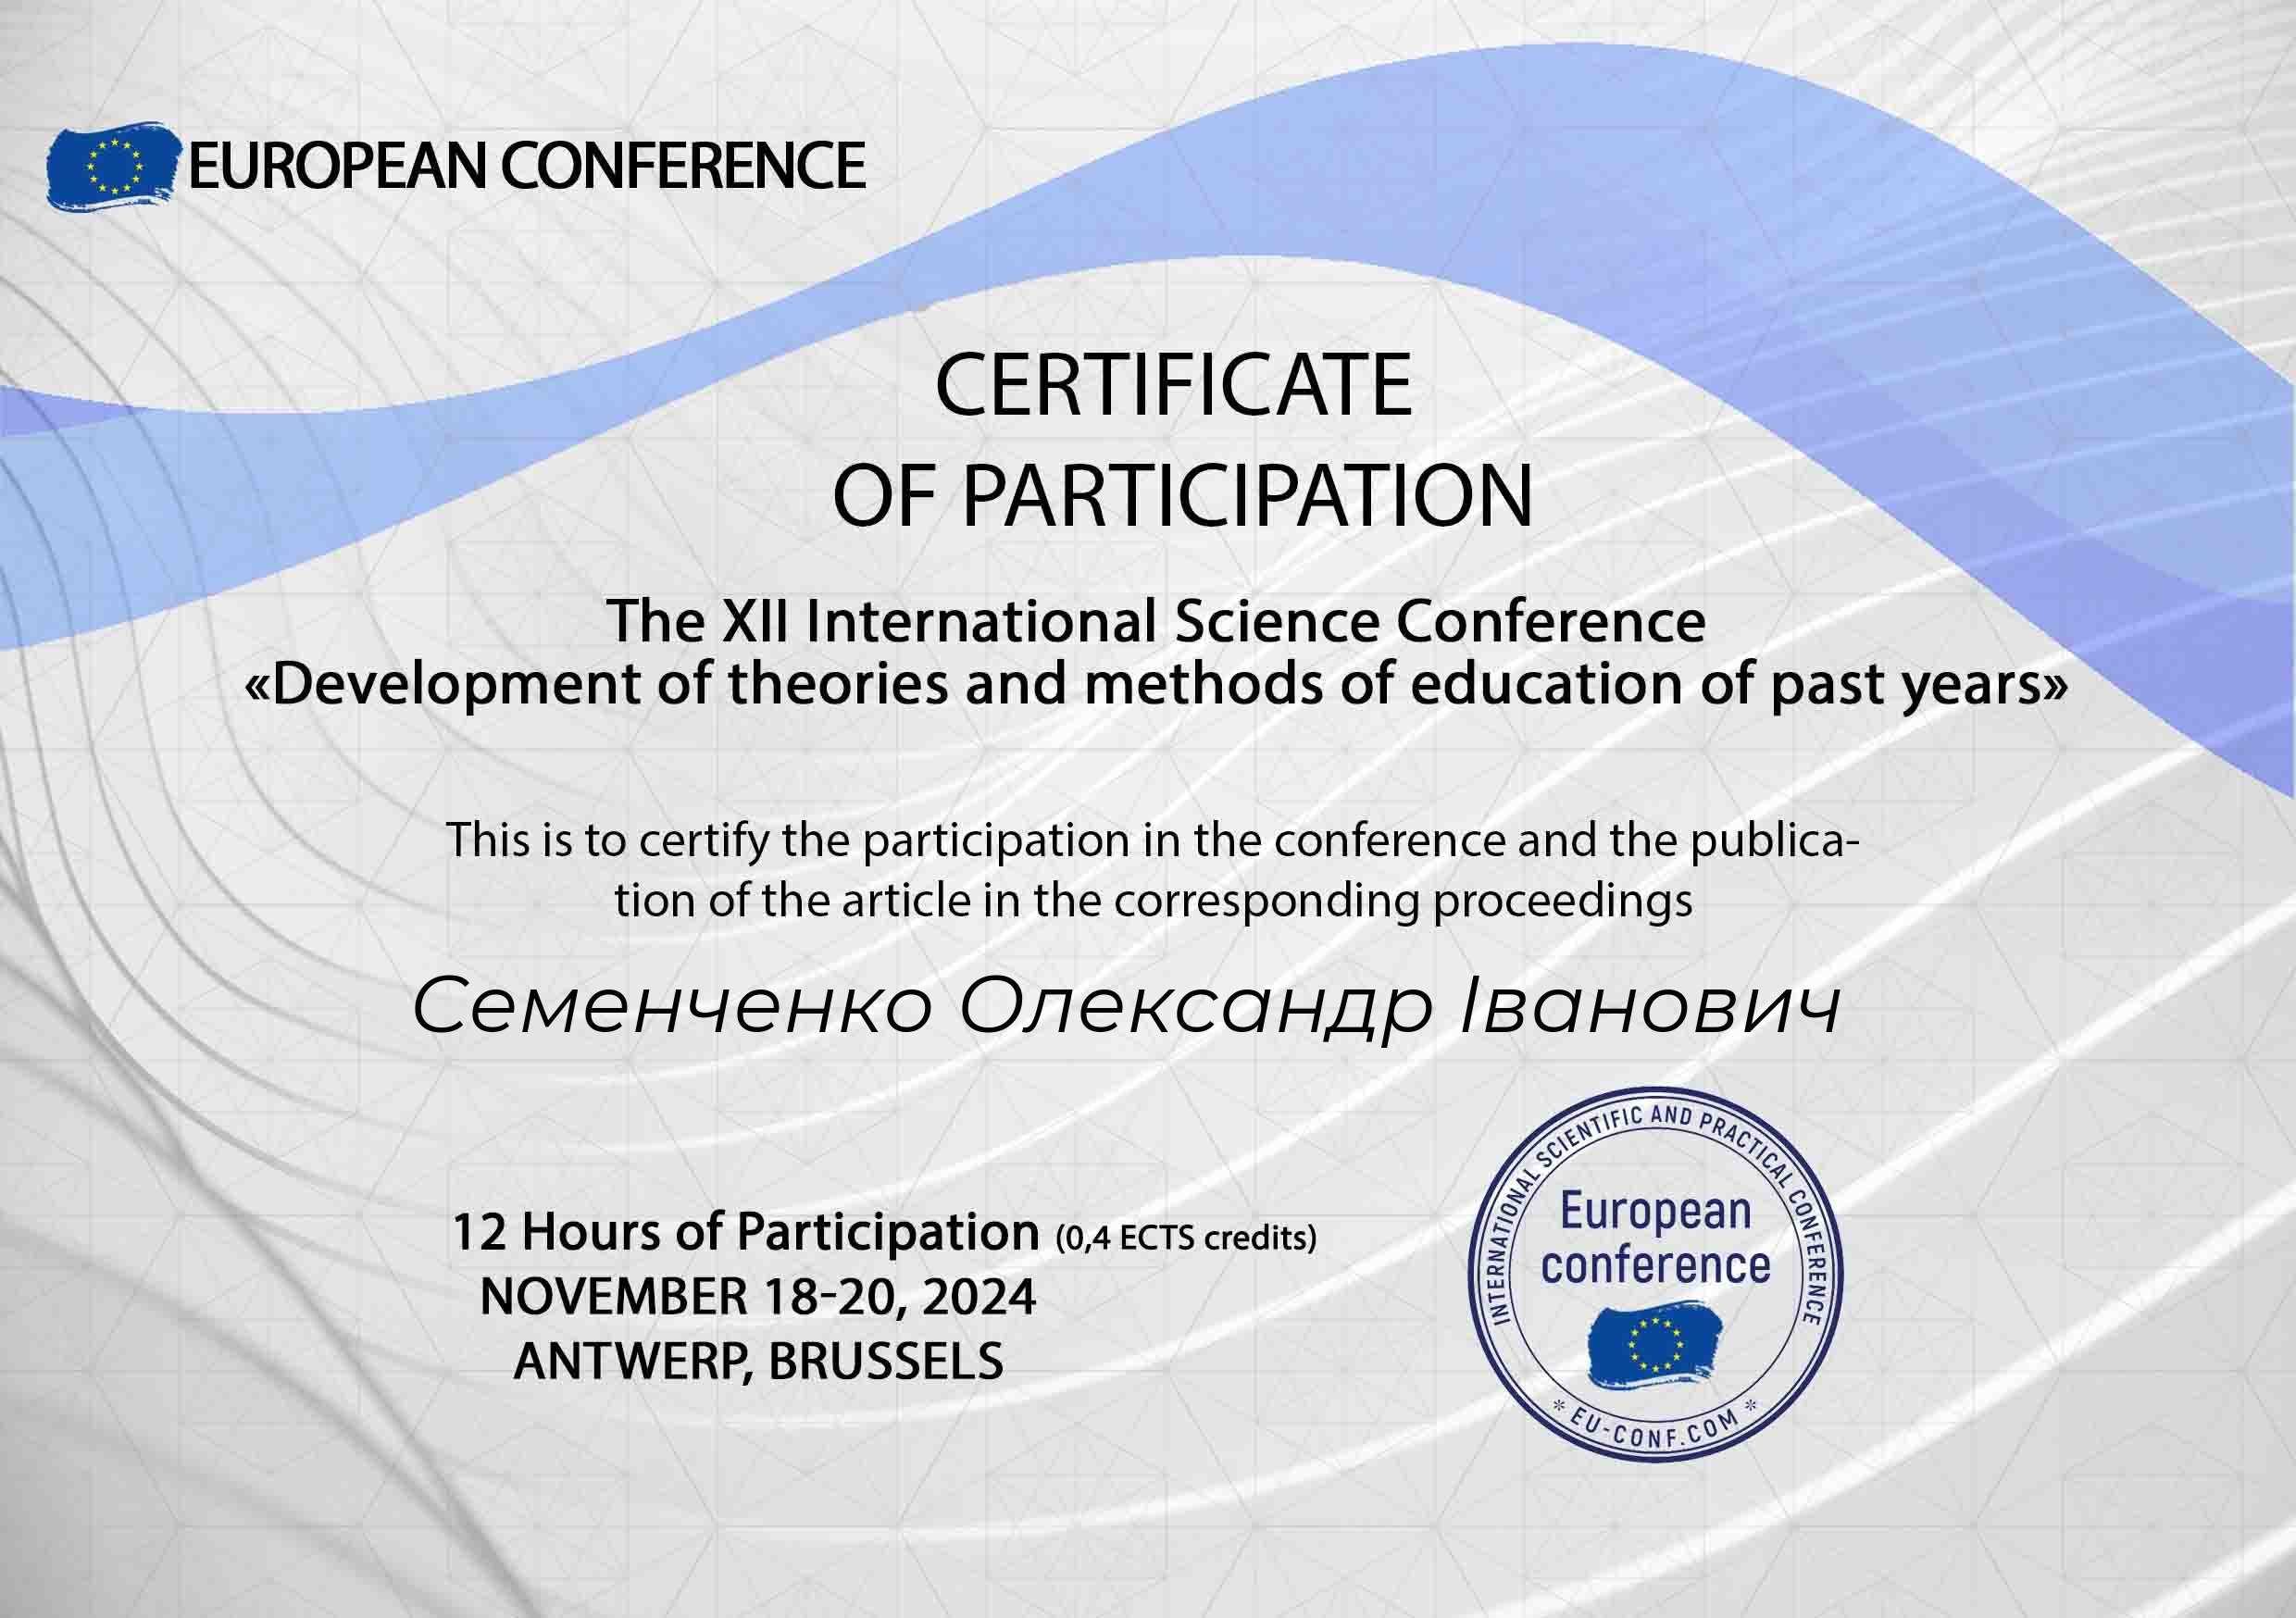 EUROPEAN CONFERENCE
CERTIFICATE
OF PARTICIPATION
The XII International Science Conference
«Development of theories and methods of education of past years»
This is to certify the participation in the conference and the publica-
tion of the article in the corresponding proceedings
Семенченко Олександр Іванович
12 Hours of Participation (0,4 ECTS credits)
NOVEMBER 18-20, 2024
ANTWERP, BRUSSELS
INTERNATIONAL SCIENTIFIC AND PRACTICAL CONFERENCE
European
conference
* EU-CONF.COM *